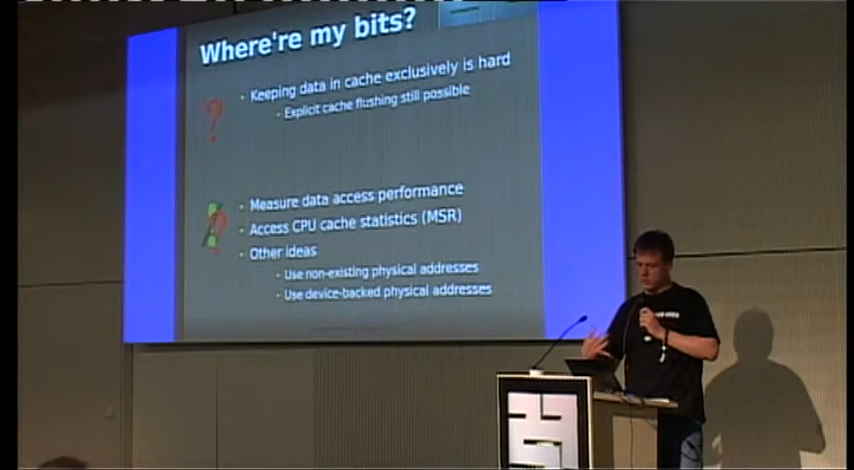 Where're my bits?
Keeping data in cache exclusively is hard
Explicit cache flushing still possible
Measure data access performance
Access CPU cache statistics (MSR)
Other ideas
Use non-existing physical addresses
Use device-backed physical addresses